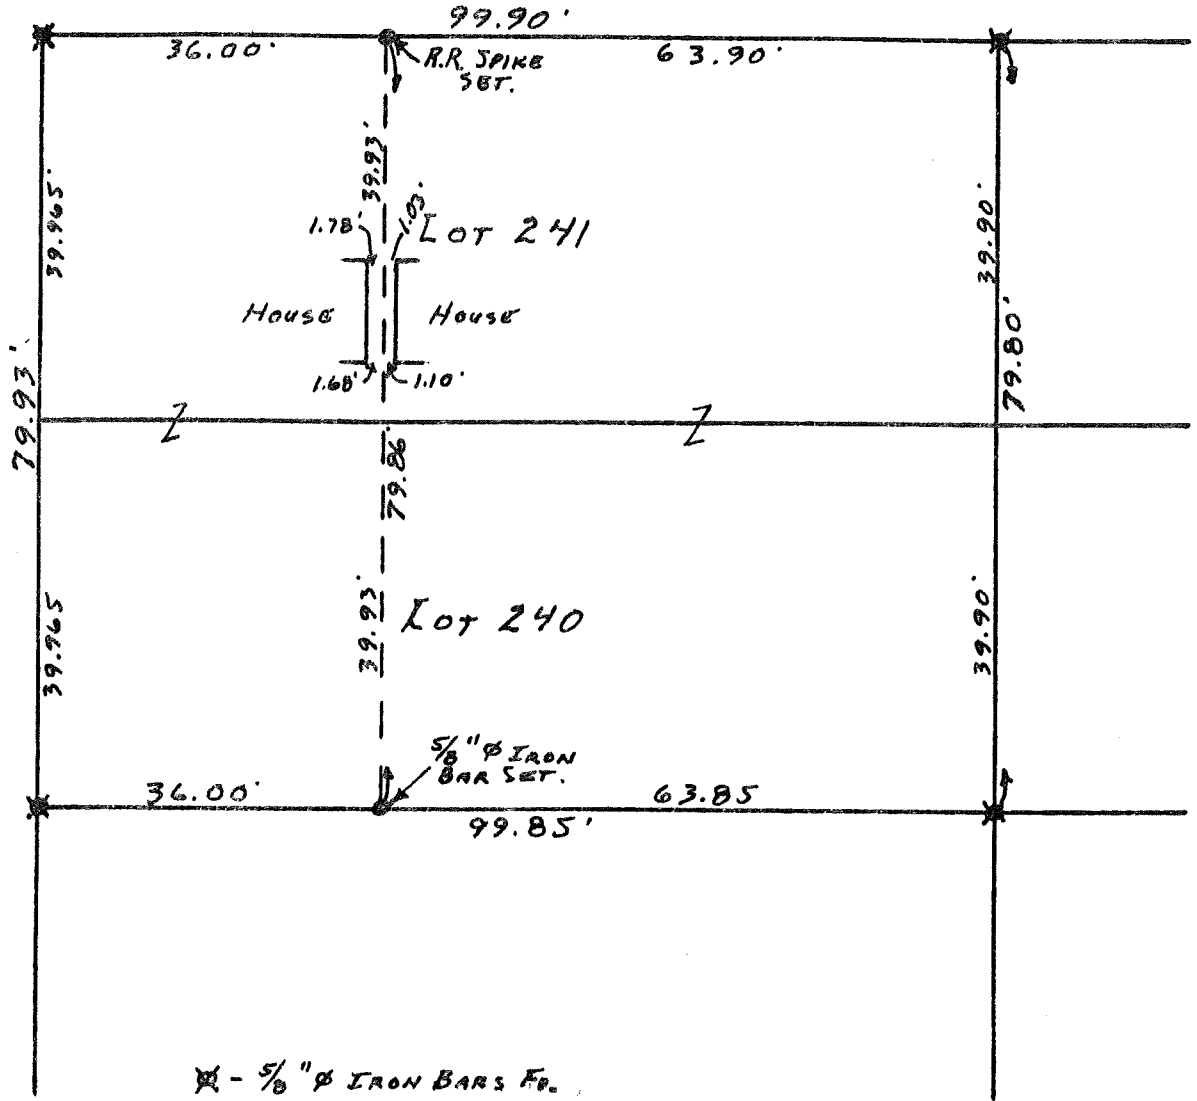 99.90'
36.00'
63.90'
R.R. SPIKE
SET.
39.93'
39.965'
39.90'
1.78'
1.03'
LOT 241
HOUSE
HOUSE
1.68'
1.10'
79.93'
79.80'
Z
Z
79.86'
39.965
39.93'
39.90'
LOT 240
5/8"ø IRON
BAR SET.
36.00'
63.85
99.85'
- 5/8"ø IRON BARS FD.